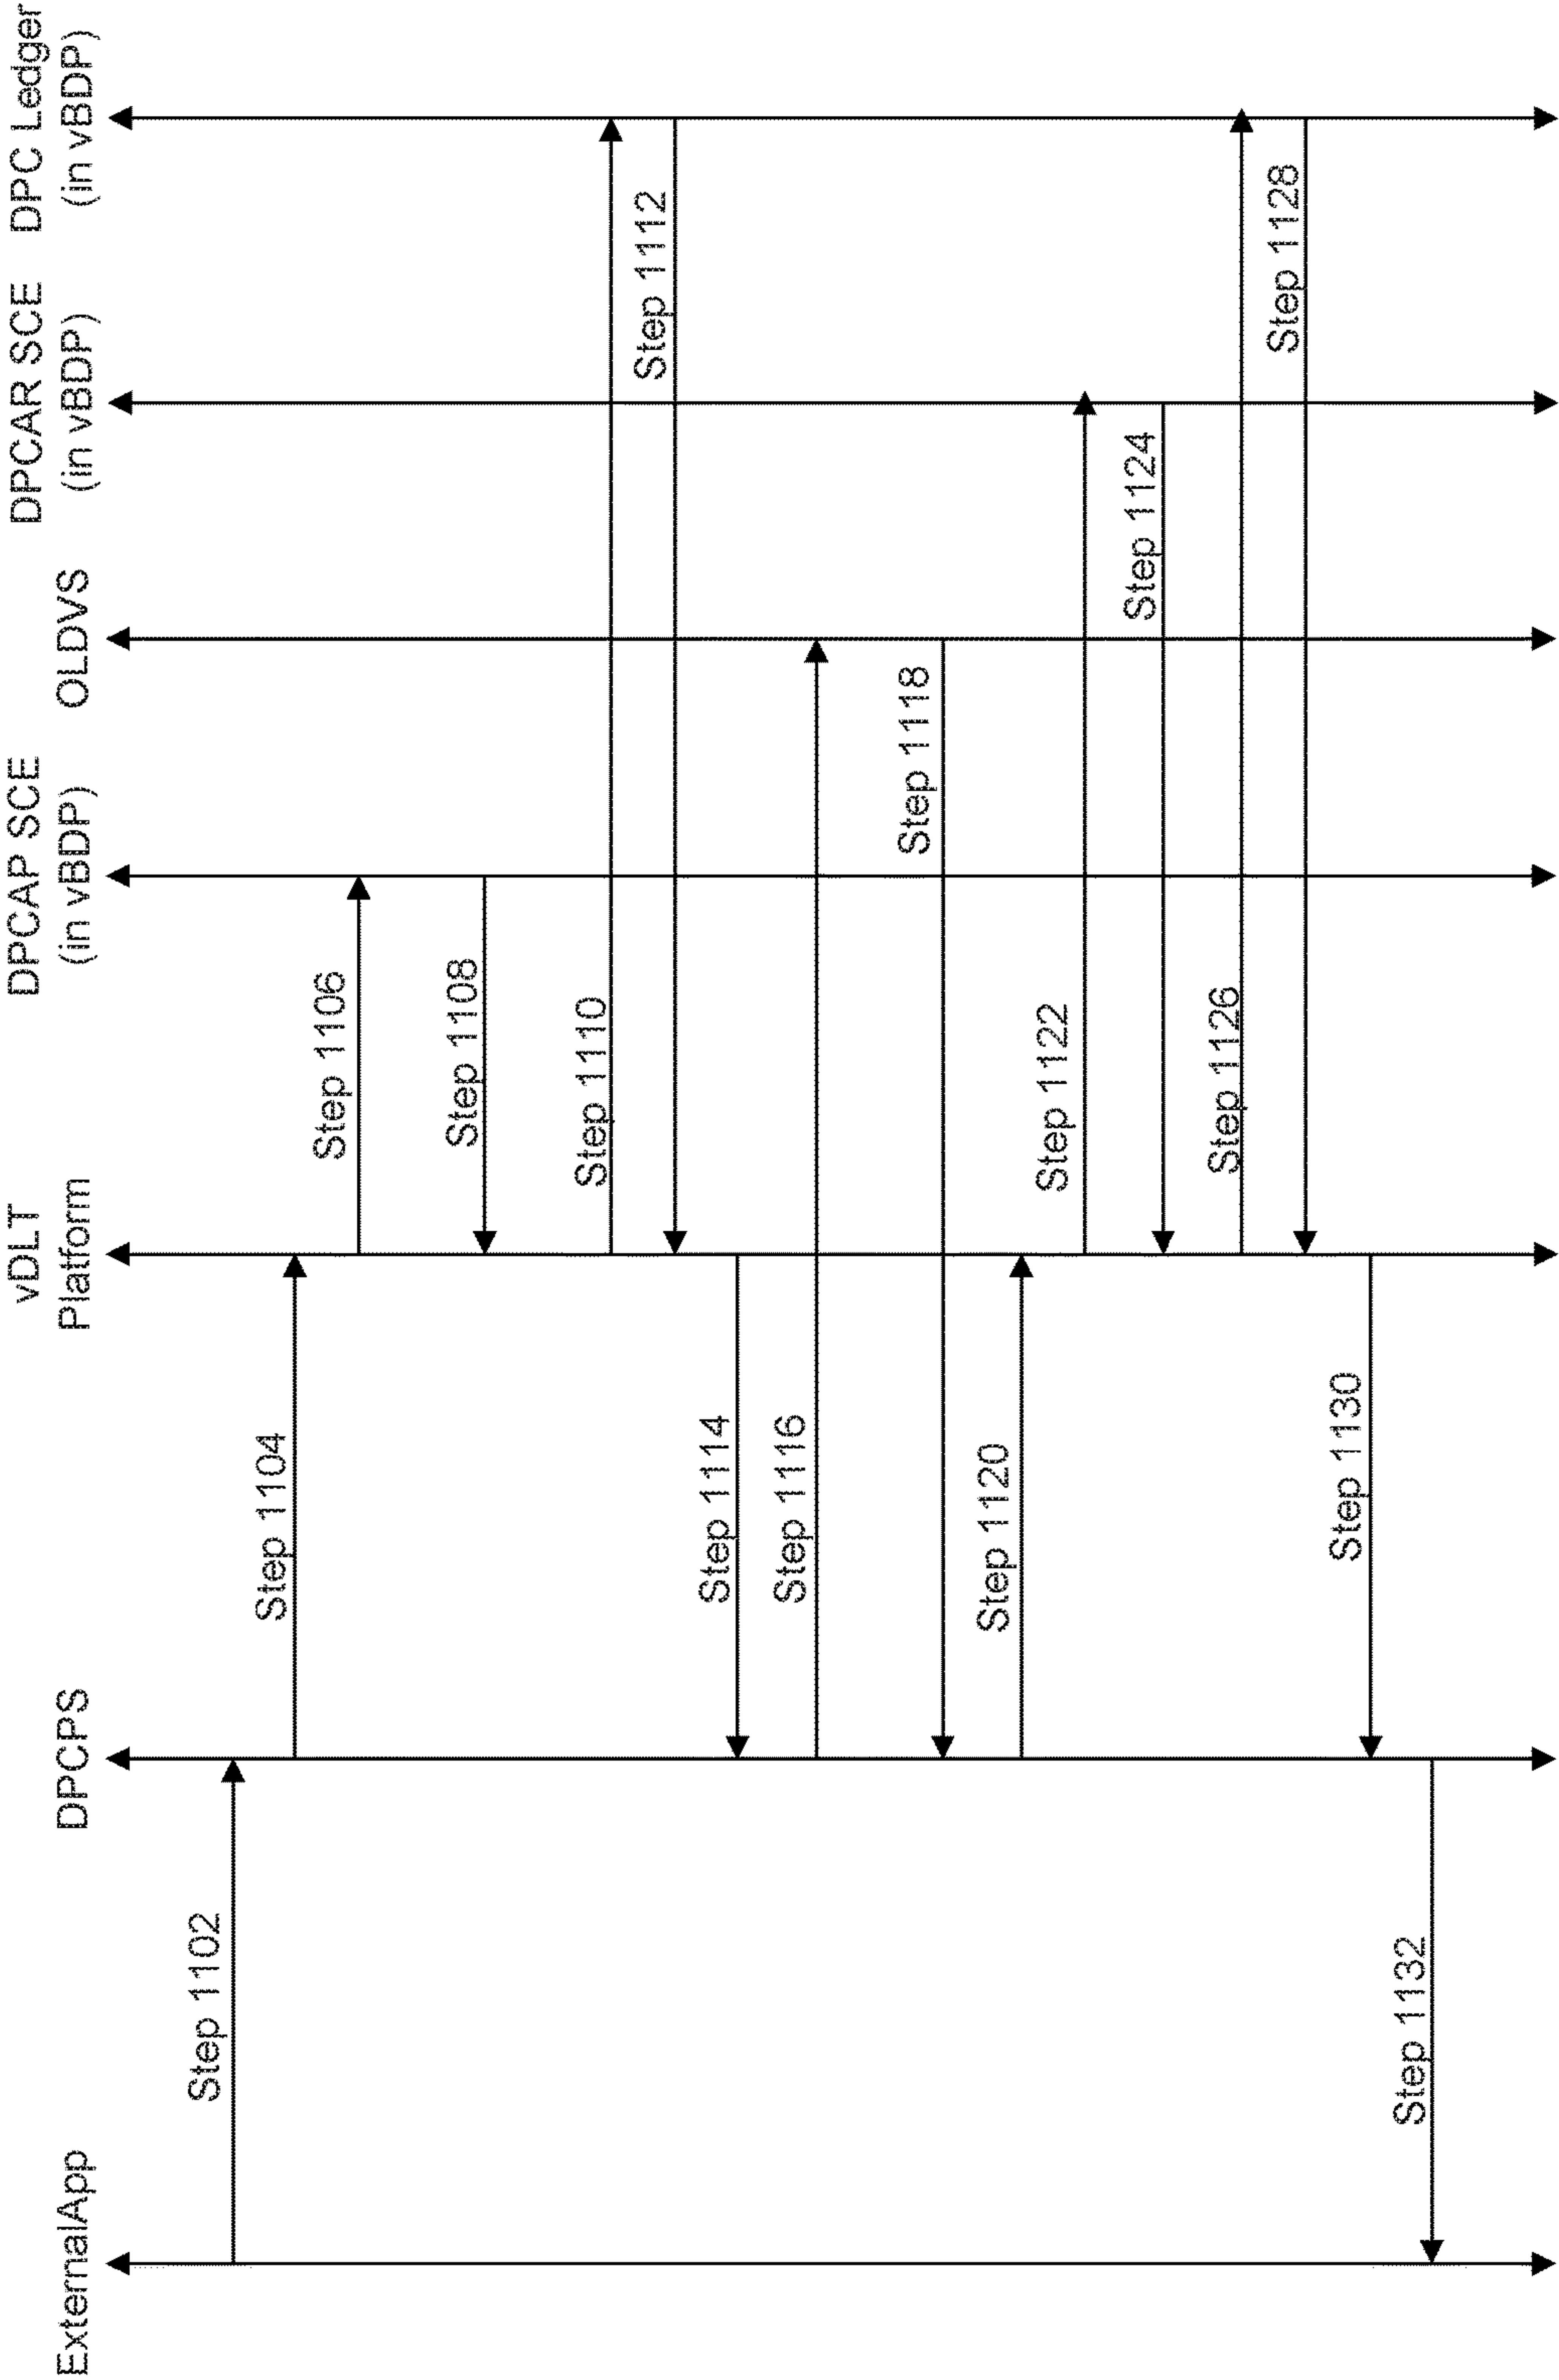 ExternalApp
DPCPS
vDLT
Platform
DPCAP SCE
(in vBDP)
OLDVS
DPCAR SCE
(in vBDP)
DPC Ledger
(in vBDP)
Step 1102
Step 1104
Step 1106
Step 1108
Step 1110
Step 1112
Step 1114
Step 1116
Step 1118
Step 1120
Step 1122
Step 1124
Step 1126
Step 1128
Step 1130
Step 1132